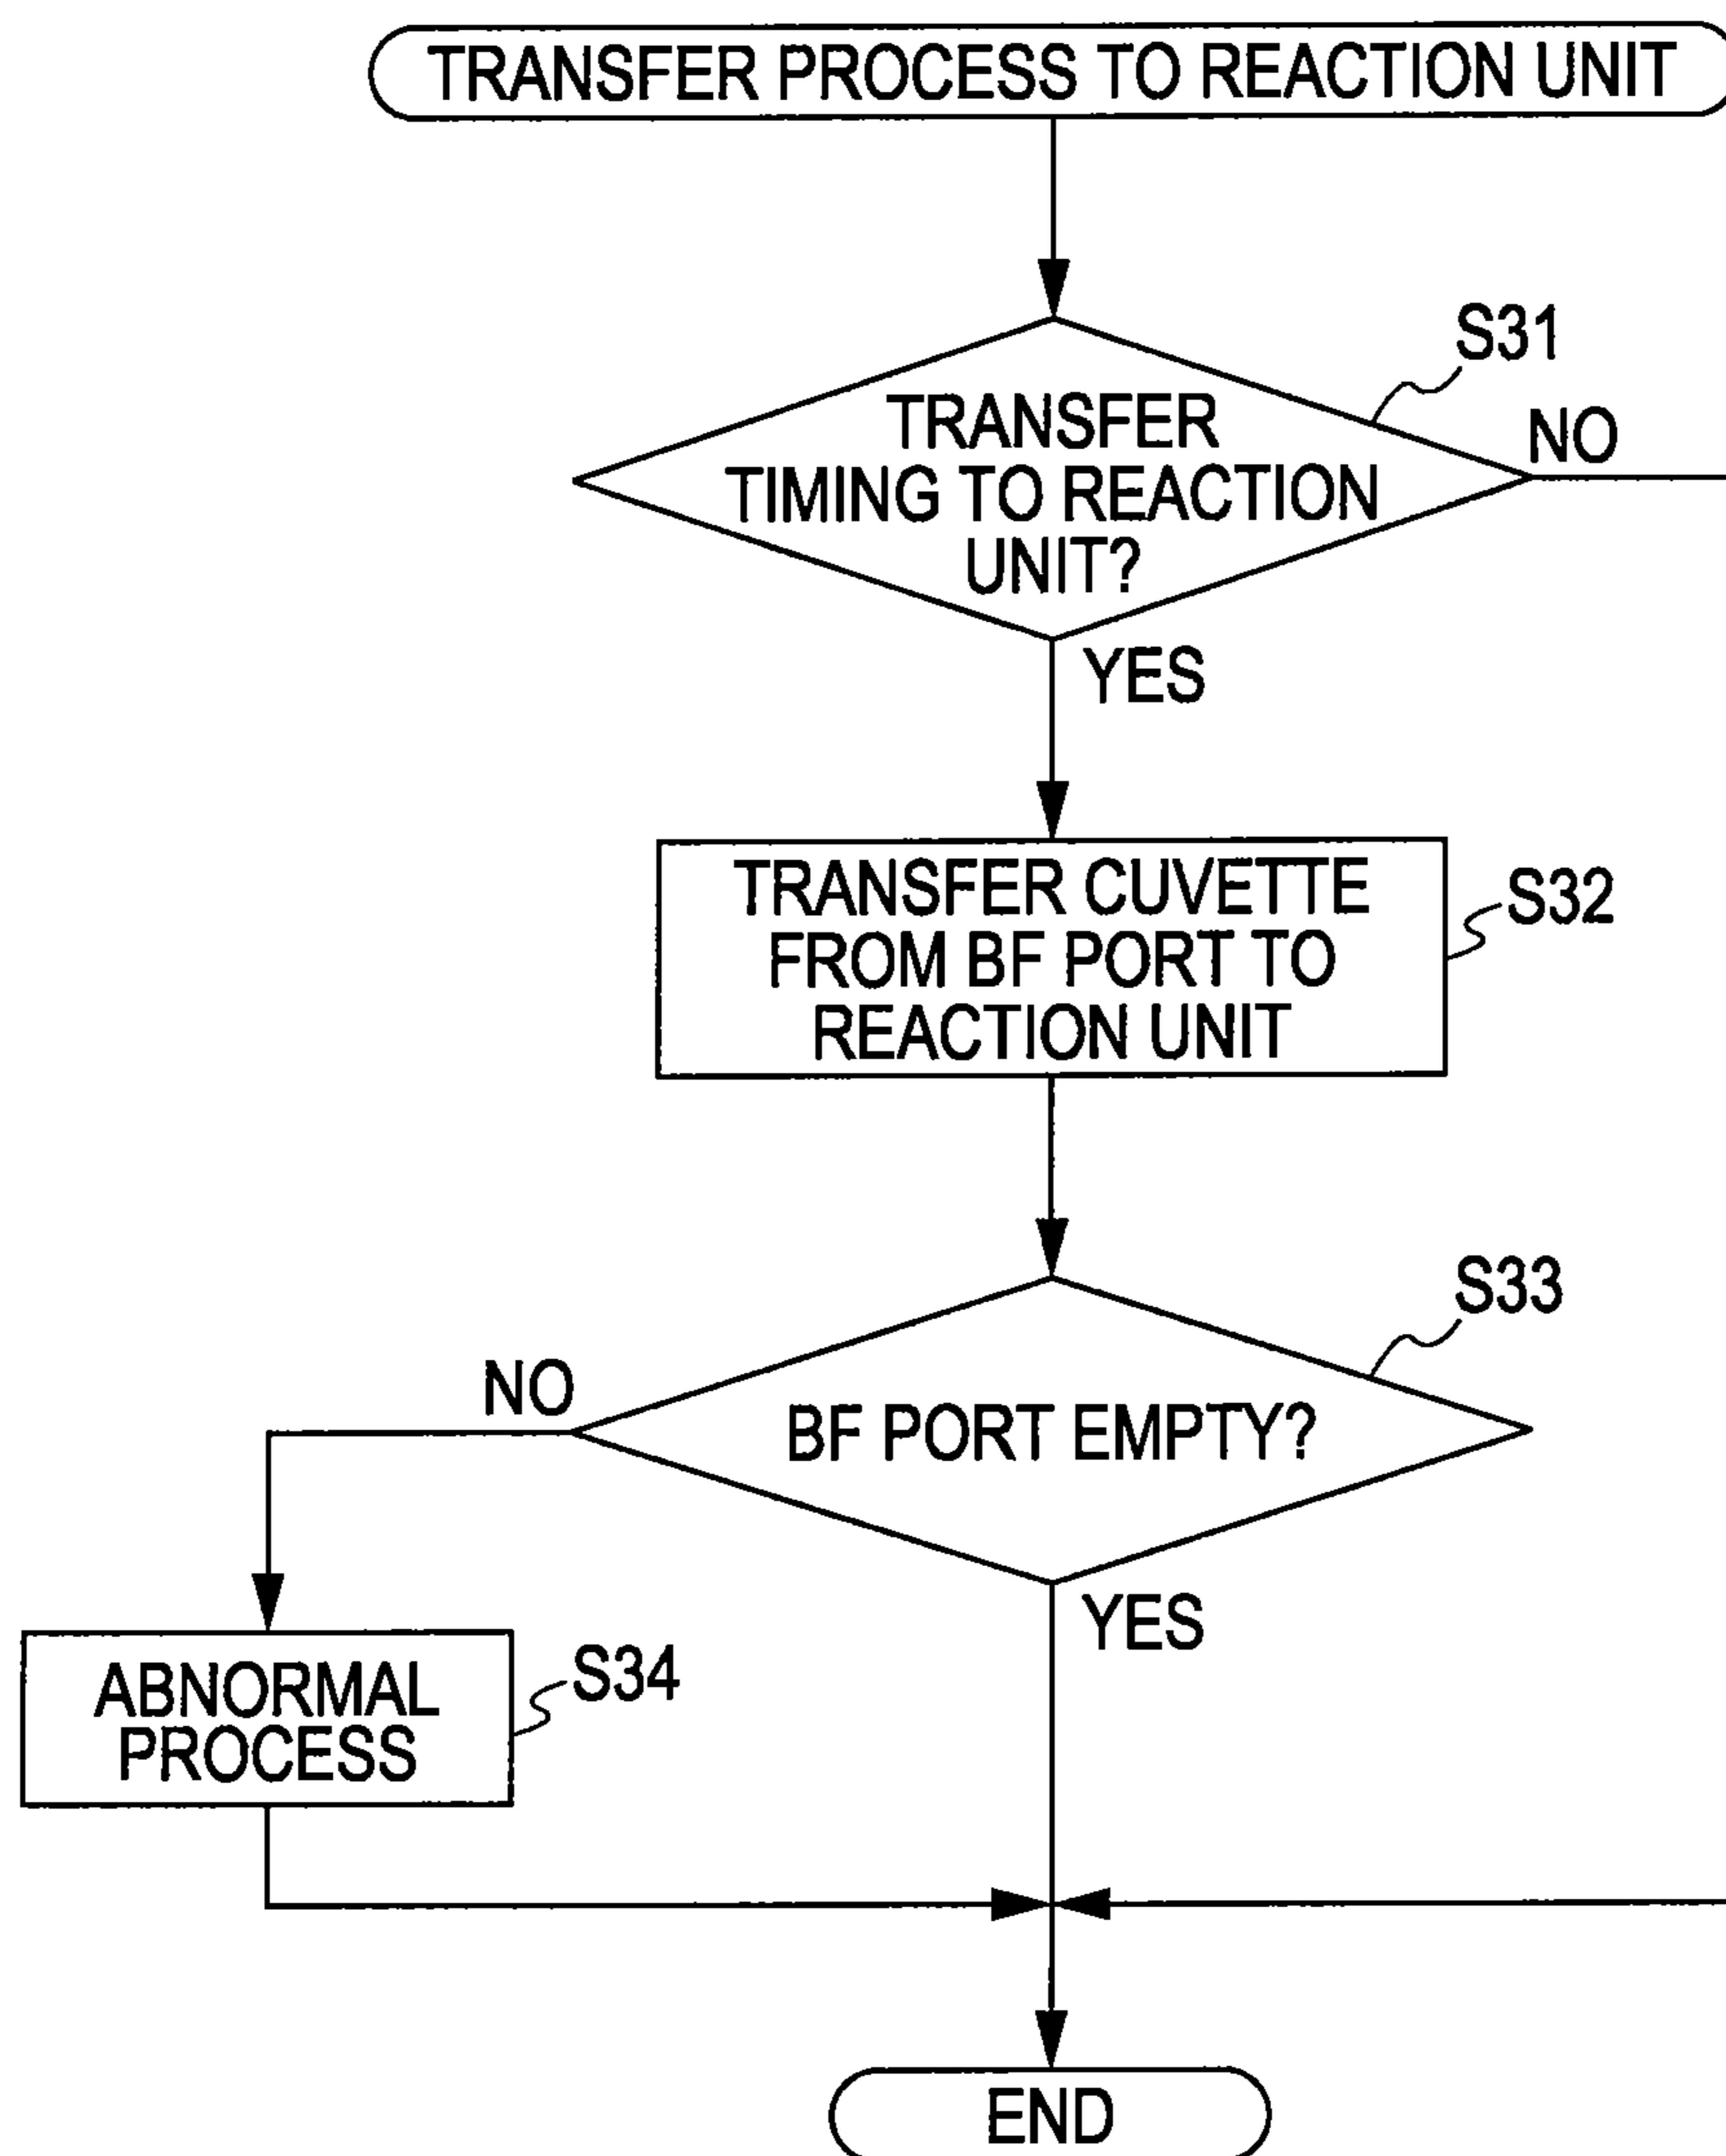 TRANSFER PROCESS TO REACTION UNIT
S31
TRANSFER
TIMING TO REACTION
UNIT?
NO
YES
TRANSFER CUVETTE
FROM BF PORT TO
REACTION UNIT
S32
S33
BF PORT EMPTY?
NO
YES
ABNORMAL
PROCESS
S34
END